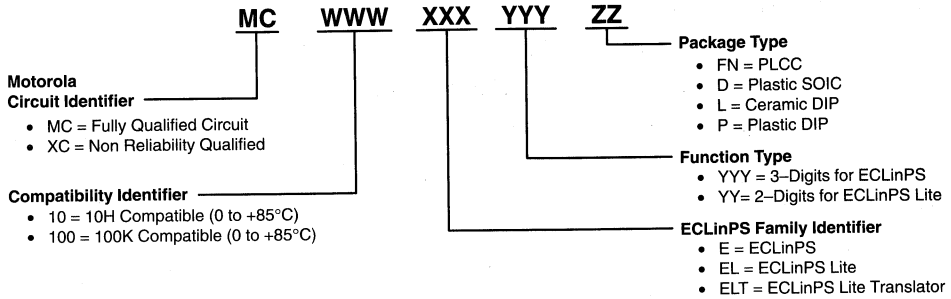 MC WWW XXX YYY ZZ
Motorola
Circuit Identifier
• MC = Fully Qualified Circuit
• XC = Non Reliability Qualified
Compatibility Identifier
• 10 = 10H Compatible (0 to +85°C)
• 100 = 100K Compatible (0 to +85°C)
Package Type
• FN = PLCC
• D = Plastic SOIC
• L = Ceramic DIP
• P = Plastic DIP
Function Type
• YYY = 3–Digits for ECLinPS
• YY= 2–Digits for ECLinPS Lite
ECLinPS Family Identifier
• E = ECLinPS
• EL = ECLinPS Lite
• ELT = ECLinPS Lite Translator